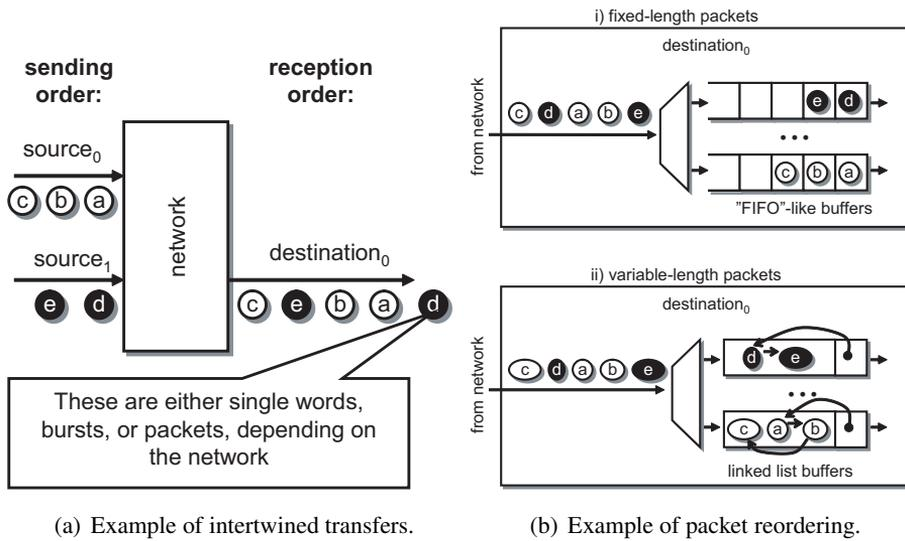 sending
order:
reception
order:
source0
c b a
source1
e d
network
destination0
c e b a d
These are either single words,
bursts, or packets, depending on
the network
(a) Example of intertwined transfers.
i) fixed-length packets
destination0
from network
c d a b e
e d
...
c b a
"FIFO"-like buffers
ii) variable-length packets
destination0
from network
c d a b e
d e
...
c a b
linked list buffers
(b) Example of packet reordering.